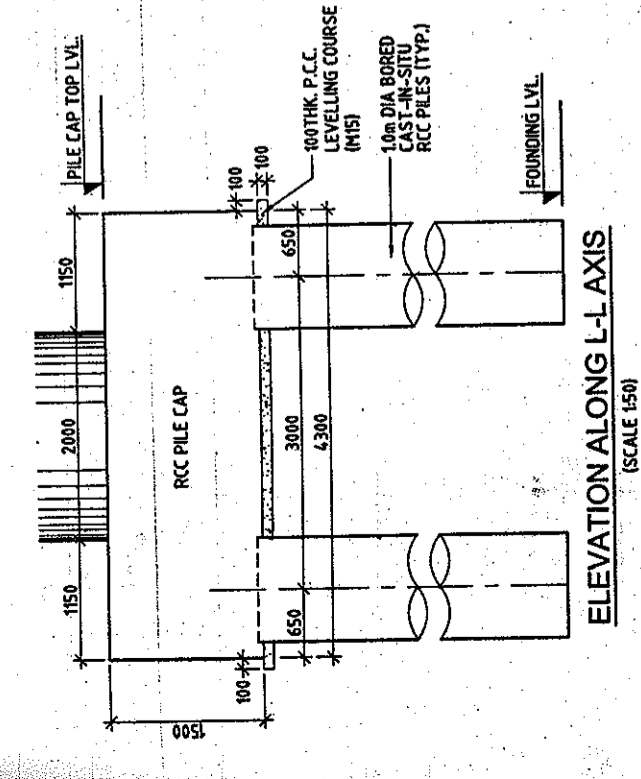 PILE CAP TOP LVL.
1150
2000
1150
100
100
100 THK. P.C.C.
LEVELLING COURSE
(M15)
RCC PILE CAP
1500
100
650
3000
650
4300
1.0m DIA BORED
CAST-IN-SITU
RCC PILES (TYP.)
FOUNDING LVL.
ELEVATION ALONG L-L AXIS
(SCALE 1:50)